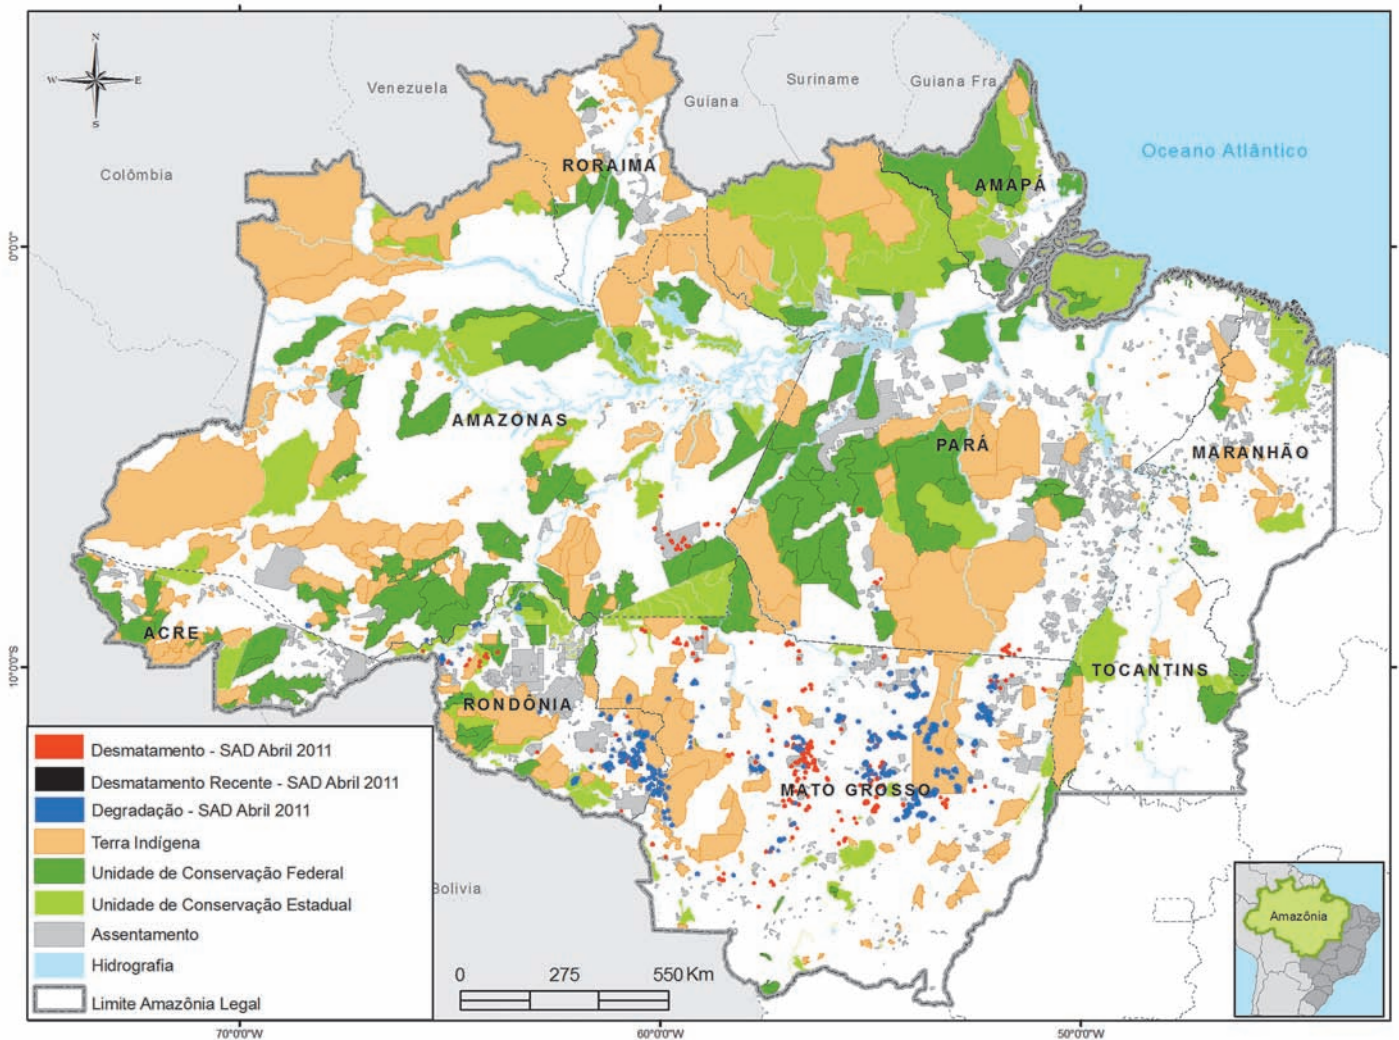 N
W
E
S
Venezuela
Guíana
Suriname
Guiana Fra
Colômbia
Oceano Atlântico
RORAIMA
AMAPÁ
0°0'0"
AMAZONAS
PARÁ
MARANHÃO
ACRE
10°0'0"S
RONDÔNIA
TOCANTINS
MATO GROSSO
Bolivia
Desmatamento - SAD Abril 2011
Desmatamento Recente - SAD Abril 2011
Degradação - SAD Abril 2011
Terra Indígena
Unidade de Conservação Federal
Unidade de Conservação Estadual
Assentamento
Hidrografia
Limite Amazônia Legal
0 275 550 Km
Amazônia
70°0'0"W
60°0'0"W
50°0'0"W